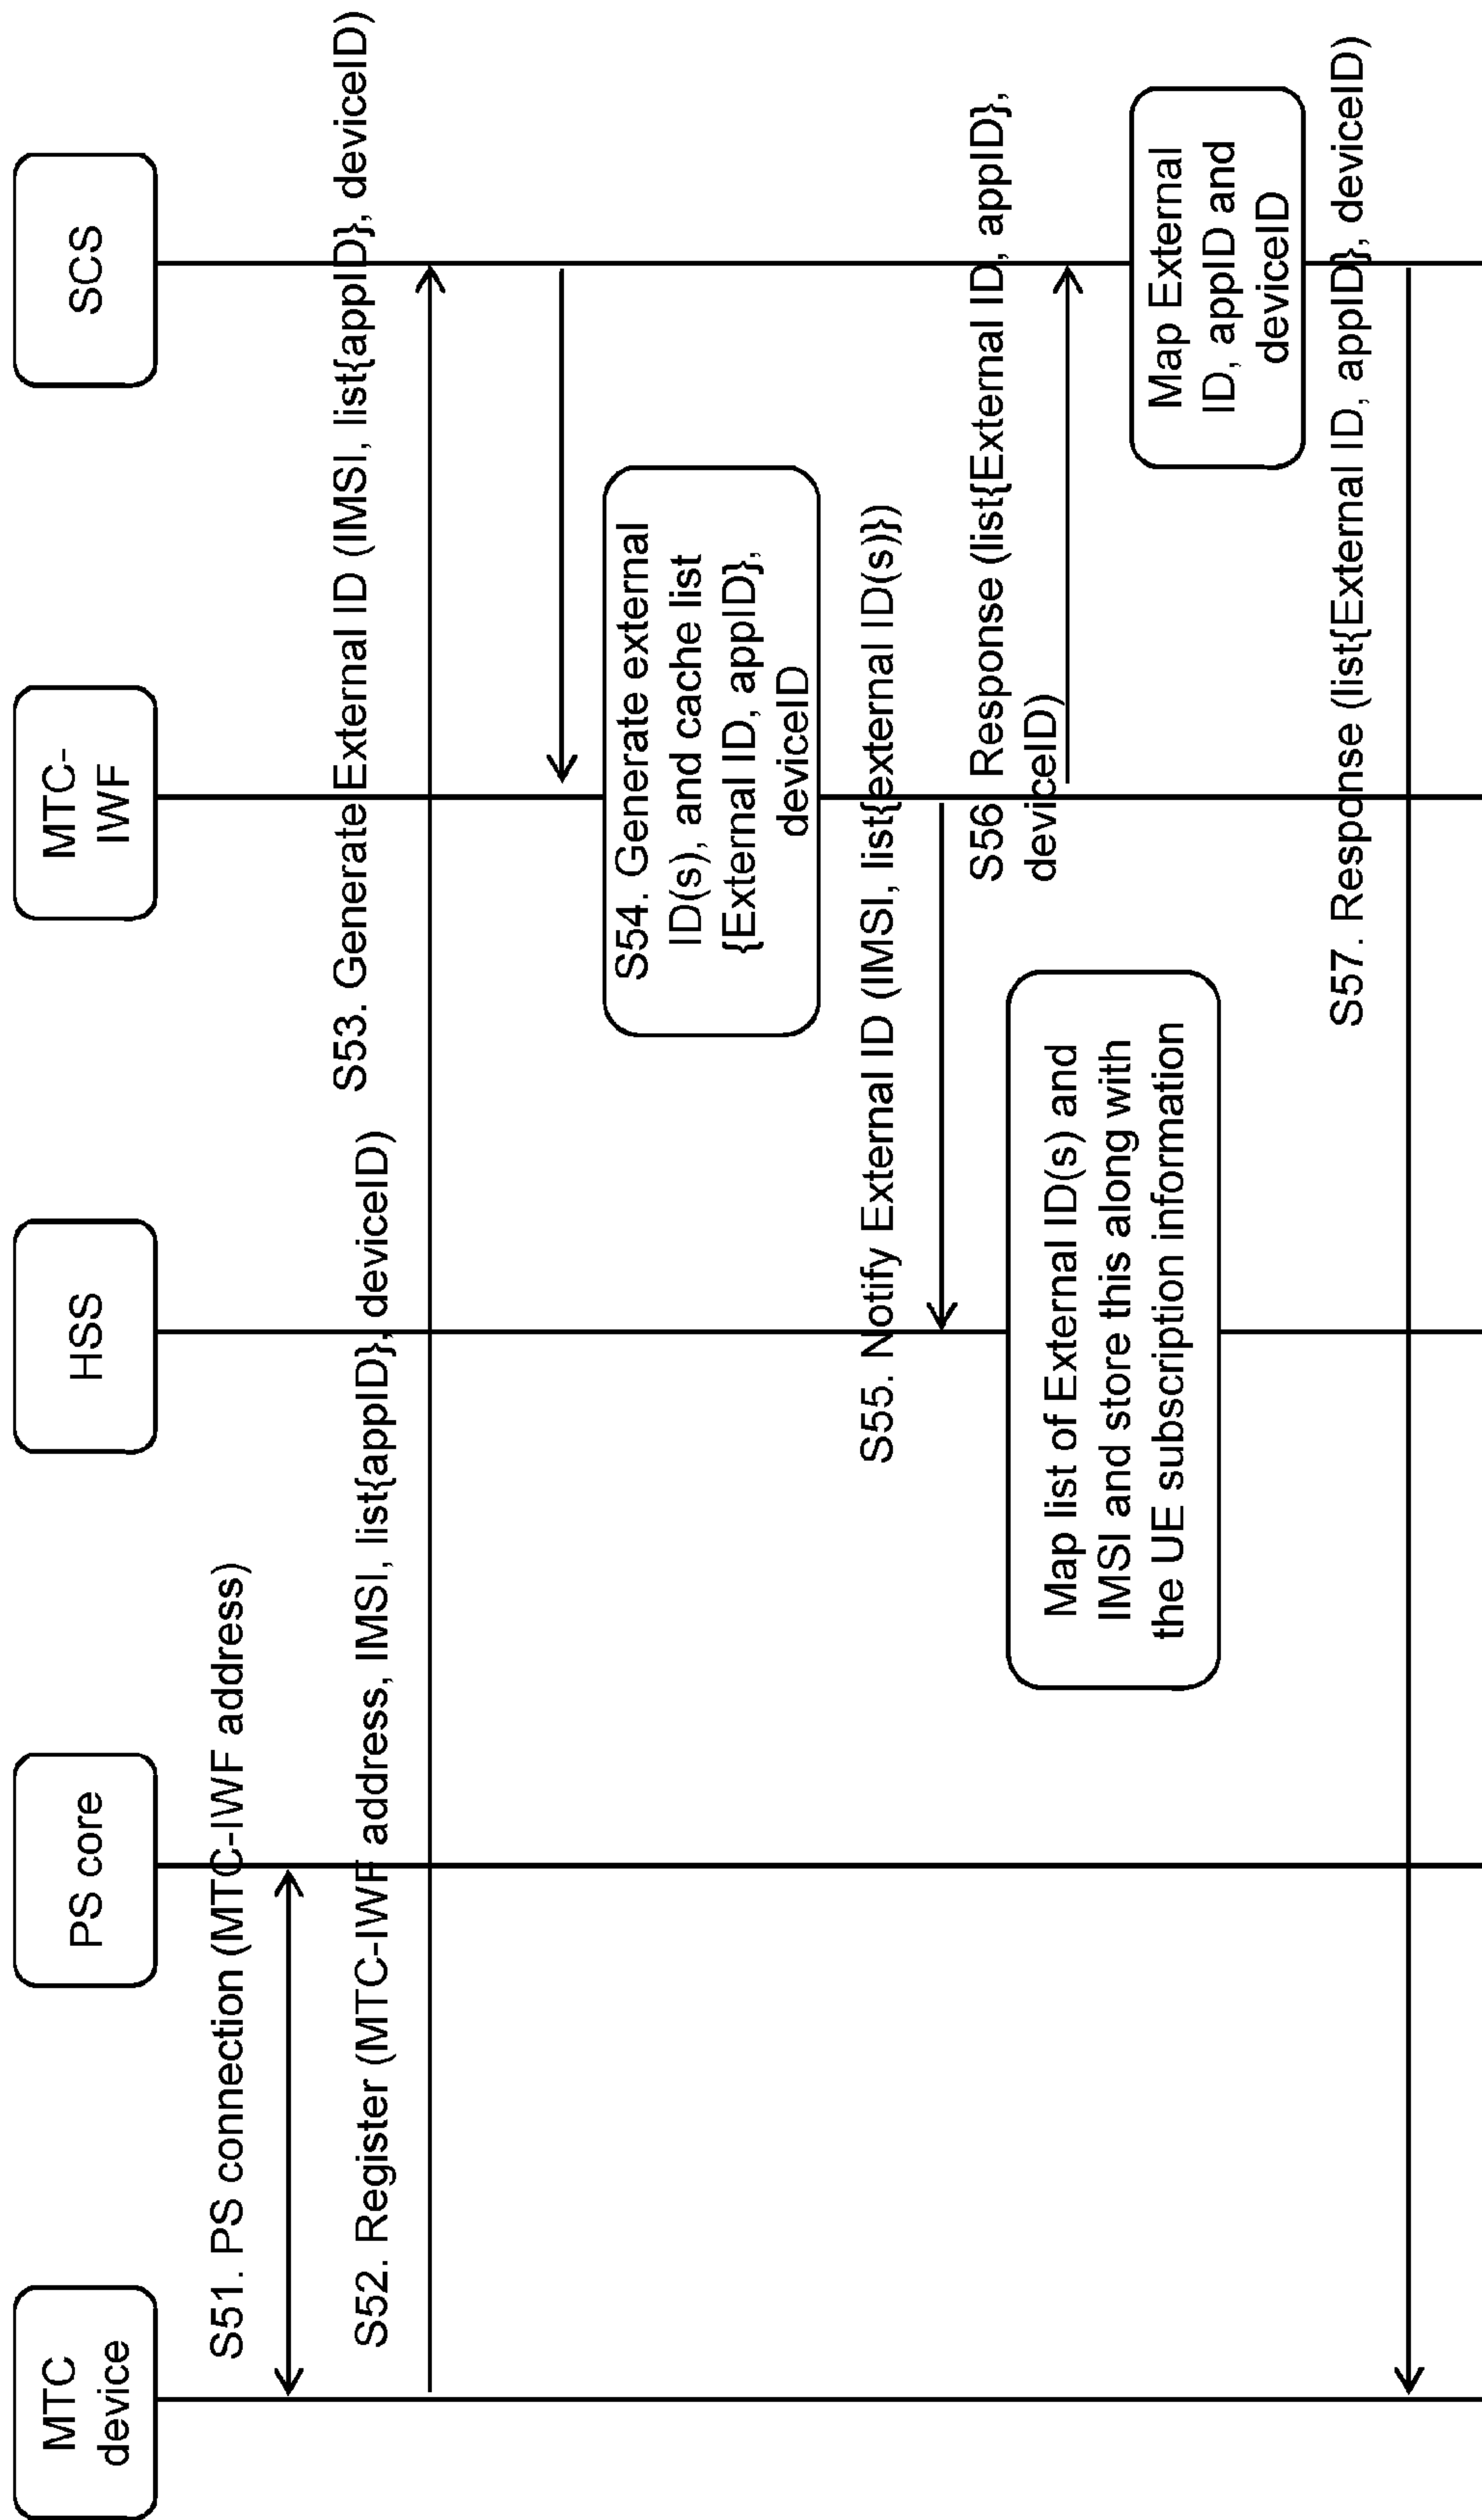 MTC
device
PS core
HSS
MTC-
IWF
SCS
S51. PS connection (MTC-IWF address)
S52. Register (MTC-IWF address, IMSI, list{appID}, deviceID)
S53. Generate External ID (IMSI, list{appID}, deviceID)
S54. Generate external
ID(s), and cache list
{External ID, appID},
deviceID
S55. Notify External ID (IMSI, list{external ID(s)})
Map list of External ID(s) and
IMSI and store this along with
the UE subscription information
S56. Response (list{External ID, appID},
deviceID)
Map External
ID, appID and
deviceID
S57. Response (list{External ID, appID}, deviceID)